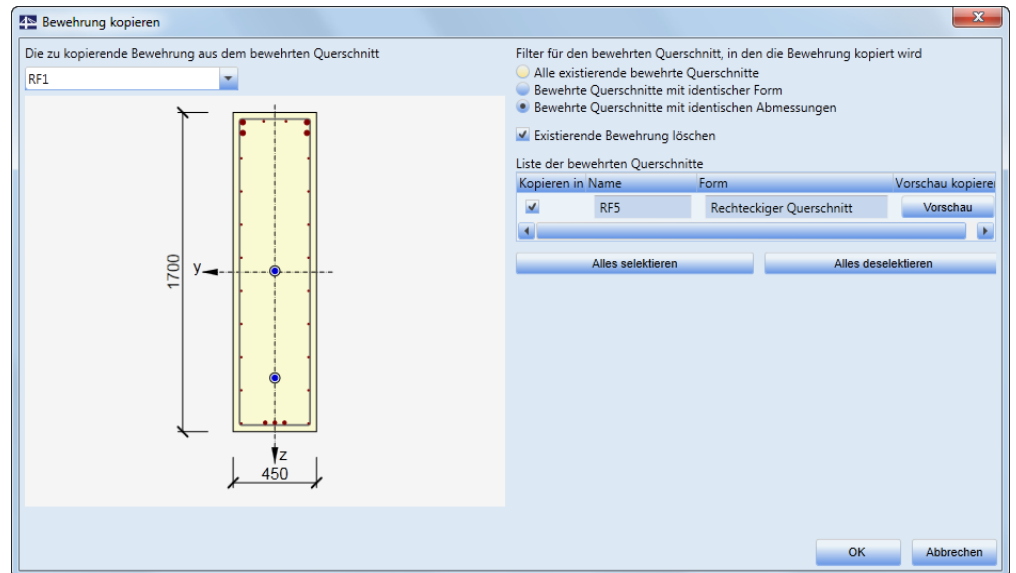 Bewehrung kopieren
Die zu kopierende Bewehrung aus dem bewehrten Querschnitt
RF1
1700
y
z
450
Filter für den bewehrten Querschnitt, in den die Bewehrung kopiert wird
Alle existierende bewehrte Querschnitte
Bewehrte Querschnitte mit identischer Form
Bewehrte Querschnitte mit identischen Abmessungen
Existierende Bewehrung löschen
Liste der bewehrten Querschnitte
Kopieren in Name Form Vorschau kopieren
RF5 Rechteckiger Querschnitt Vorschau
Alles selektieren Alles deselektieren
OK Abbrechen